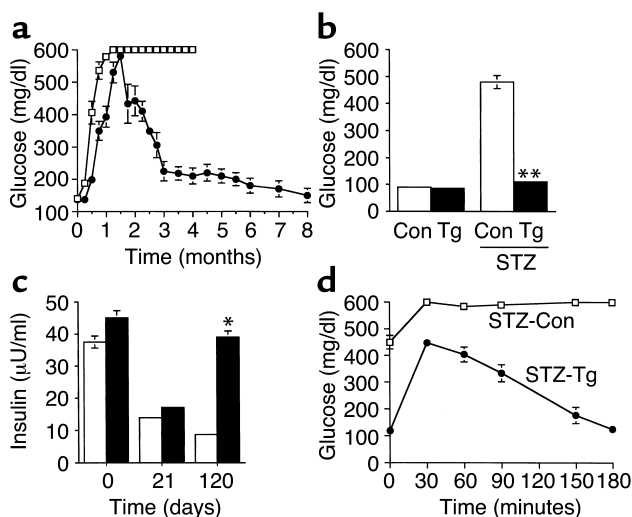 a
Glucose (mg/dl)
600
500
400
300
200
100
0 1 2 3 4 5 6 7 8
Time (months)
b
Glucose (mg/dl)
600
500
400
300
200
100
0
**
Con Tg Con Tg
STZ
c
Insulin (µU/ml)
50
40
30
20
10
0
*
0 21 120
Time (days)
d
Glucose (mg/dl)
600
500
400
300
200
100
0
STZ-Con
STZ-Tg
0 30 60 90 120 150 180
Time (minutes)